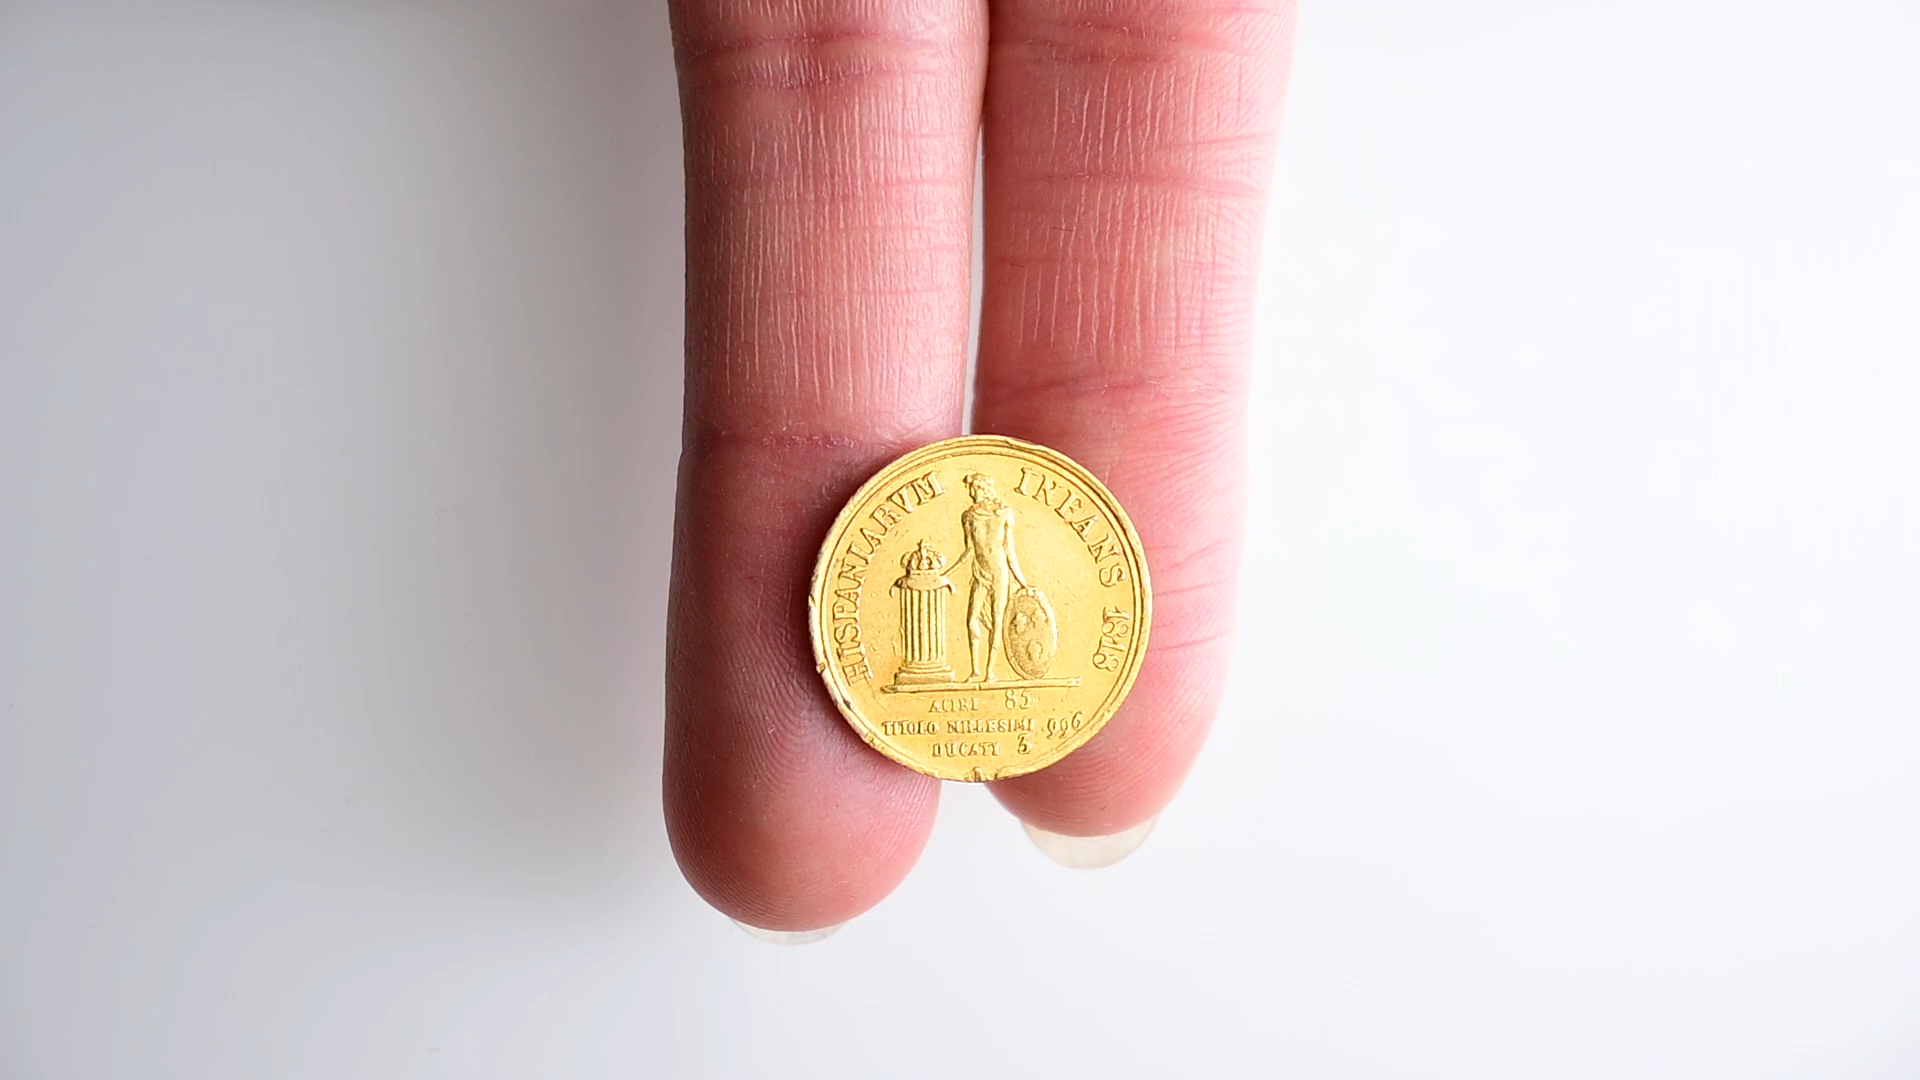 HISPANIARVM INFANS 1818
ACINI 85
TITOLO MILLESIMI 996
DUCATI 3